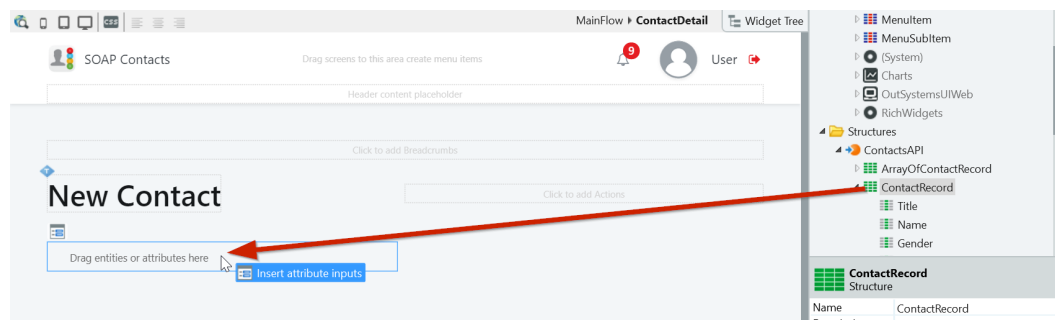 CSS
MainFlow ▸ ContactDetail
Widget Tree
SOAP Contacts
Drag screens to this area create menu items
9
User
Header content placeholder
Click to add Breadcrumbs
New Contact
Click to add Actions
Drag entities or attributes here
Insert attribute inputs
MenuItem
MenuSubItem
(System)
Charts
OutSystemsUIWeb
RichWidgets
Structures
ContactsAPI
ArrayOfContactRecord
ContactRecord
Title
Name
Gender
ContactRecord
Structure
Name ContactRecord